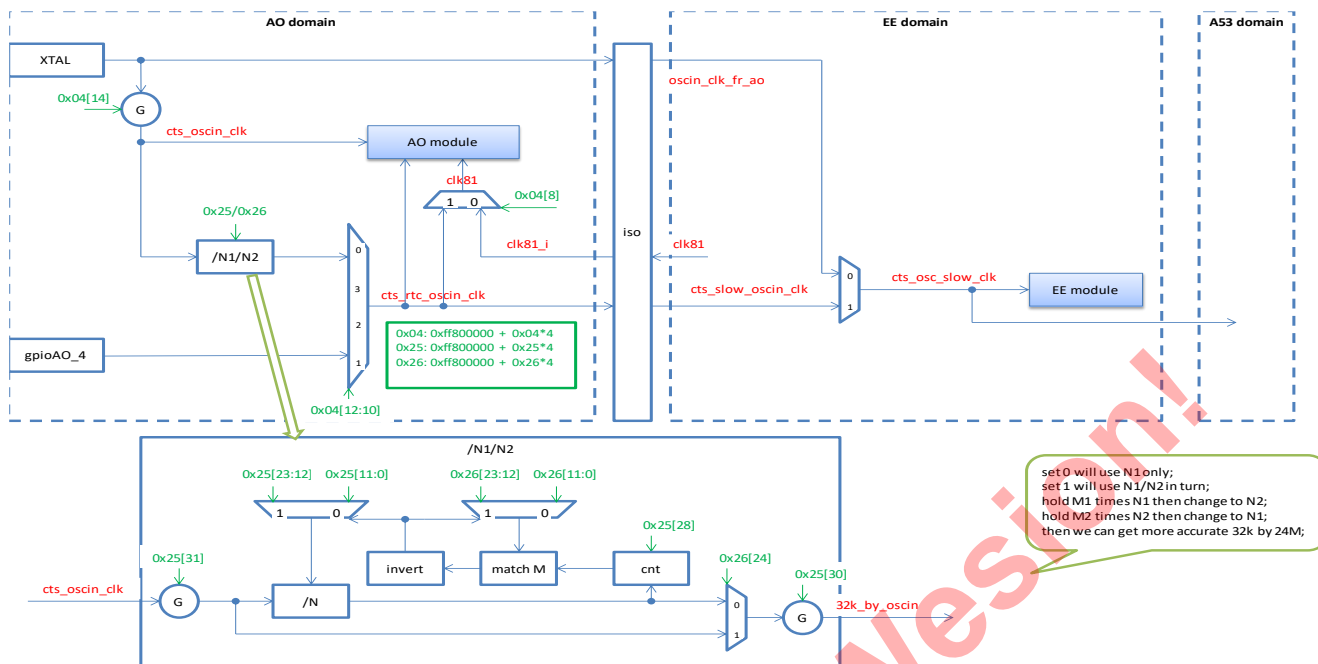 AO domain
EE domain
A53 domain
XTAL
oscin_clk_fr_ao
0x04[14]
G
cts_oscin_clk
AO module
clk81
1 0
0x04[8]
0x25/0x26
iso
/N1/N2
0
clk81_i
clk81
3
cts_rtc_oscin_clk
cts_slow_oscin_clk
0
1
cts_osc_slow_clk
EE module
2
0x04: 0xff800000 + 0x04*4
0x25: 0xff800000 + 0x25*4
0x26: 0xff800000 + 0x26*4
gpioAO_4
1
0x04[12:10]
/N1/N2
0x25[23:12]
0x25[11:0]
0x26[23:12]
0x26[11:0]
1 0
1 0
set 0 will use N1 only;
set 1 will use N1/N2 in turn;
hold M1 times N1 then change to N2;
hold M2 times N2 then change to N1;
then we can get more accurate 32k by 24M;
0x25[28]
0x25[31]
invert
match M
cnt
0x26[24]
0x25[30]
cts_oscin_clk
G
/N
0
1
G
32k_by_oscin
Wesion!